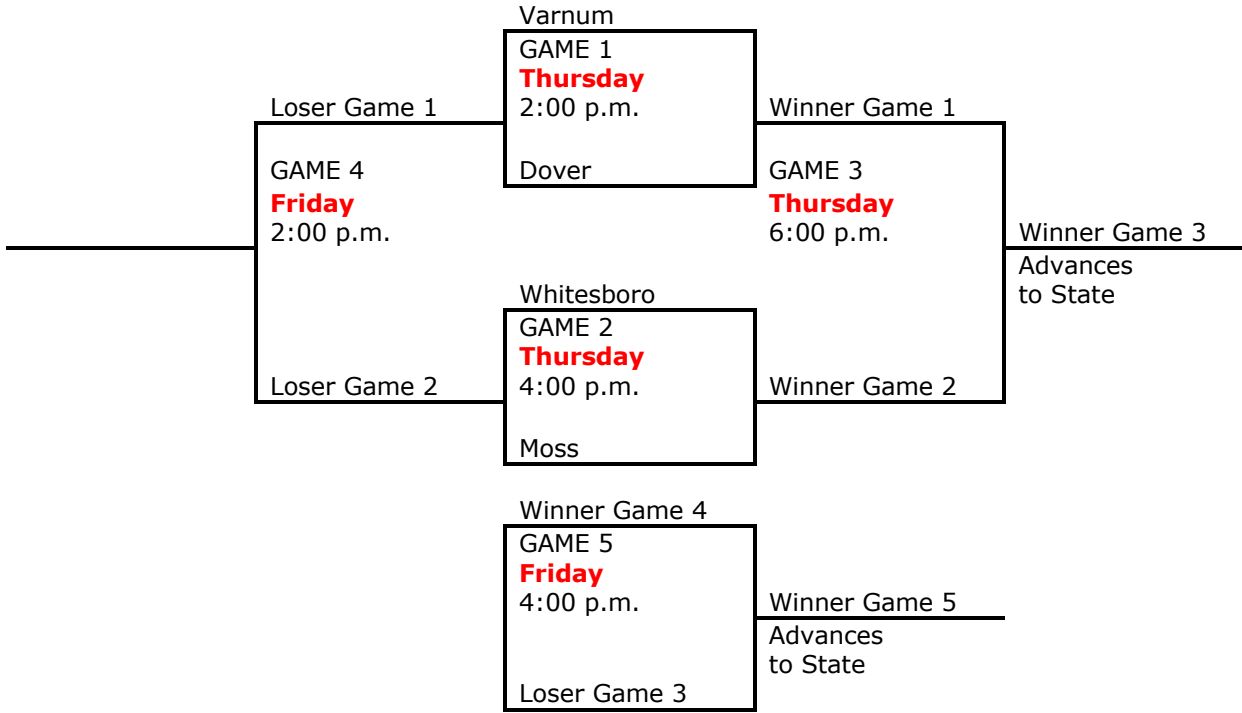 Varnum
GAME 1
Thursday
2:00 p.m.
Dover
Loser Game 1
GAME 4
Friday
2:00 p.m.
Loser Game 2
Winner Game 1
GAME 3
Thursday
6:00 p.m.
Winner Game 2
Winner Game 3
Advances
to State
Whitesboro
GAME 2
Thursday
4:00 p.m.
Moss
Winner Game 4
GAME 5
Friday
4:00 p.m.
Loser Game 3
Winner Game 5
Advances
to State